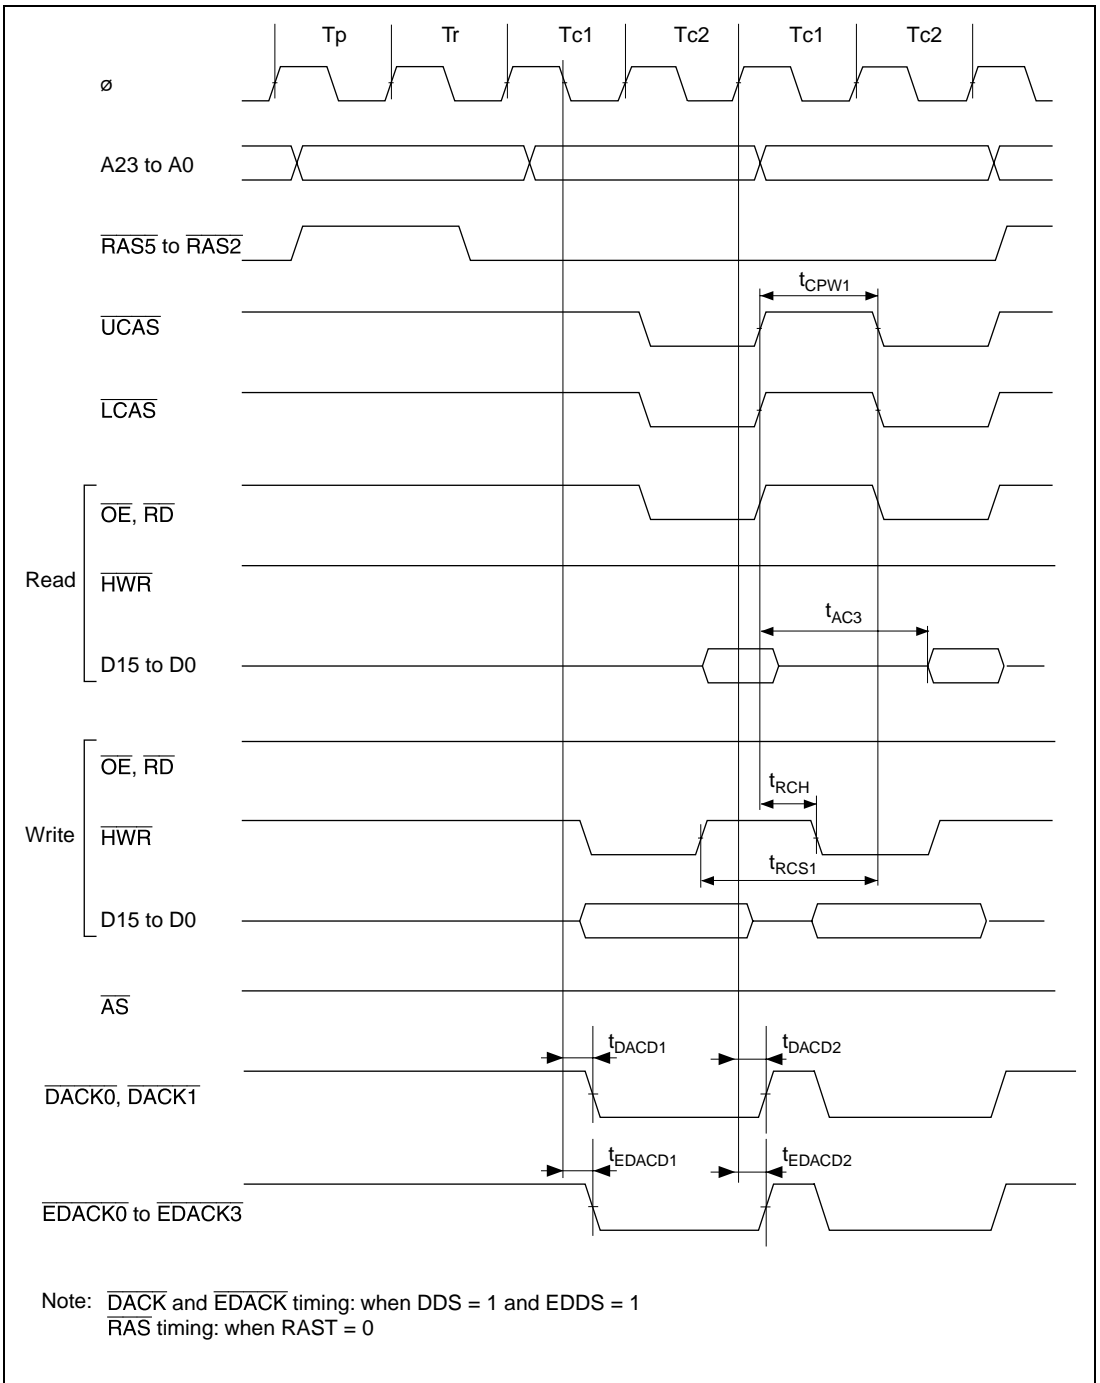 Tp Tr Tc1 Tc2 Tc1 Tc2
ø
A23 to A0
RAS5 to RAS2
tCPW1
UCAS
LCAS
OE, RD
Read
HWR
tAC3
D15 to D0
OE, RD
tRCH
Write
HWR
tRCS1
D15 to D0
AS
tDACD1 tDACD2
DACK0, DACK1
tEDACD1 tEDACD2
EDACK0 to EDACK3
Note: DACK and EDACK timing: when DDS = 1 and EDDS = 1
RAS timing: when RAST = 0